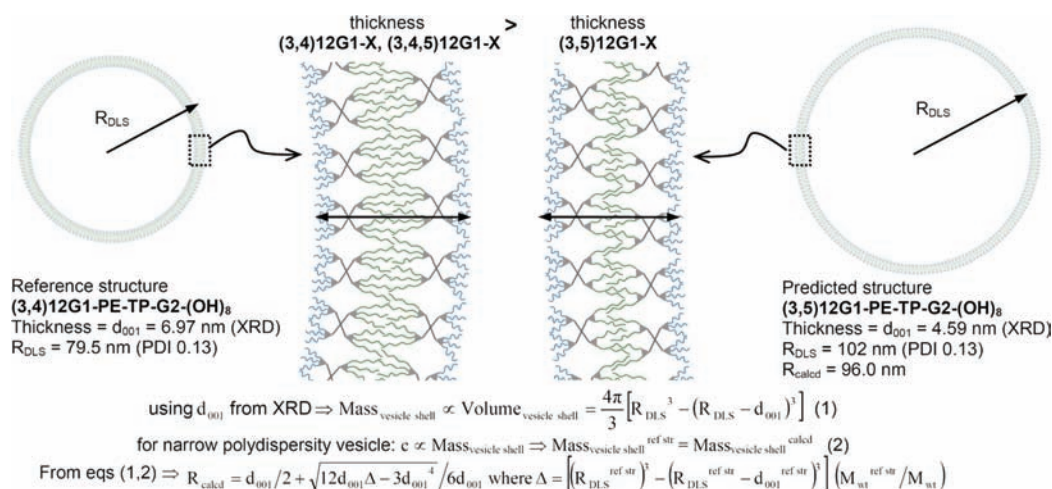 thickness
(3,4)12G1-X, (3,4,5)12G1-X
>
thickness
(3,5)12G1-X
R_DLS
R_DLS
Reference structure
(3,4)12G1-PE-TP-G2-(OH)₈
Thickness = d₀₀₁ = 6.97 nm (XRD)
R_DLS = 79.5 nm (PDI 0.13)
Predicted structure
(3,5)12G1-PE-TP-G2-(OH)₈
Thickness = d₀₀₁ = 4.59 nm (XRD)
R_DLS = 102 nm (PDI 0.13)
R_calcd = 96.0 nm
using d₀₀₁ from XRD ⇒ Mass_vesicle shell ∝ Volume_vesicle shell = 4π/3 [R_DLS³ − (R_DLS − d₀₀₁)³] (1)
for narrow polydispersity vesicle: c ∝ Mass_vesicle shell ⇒ Mass_vesicle shell^ref str = Mass_vesicle shell^calcd (2)
From eqs (1,2) ⇒ R_calcd = d₀₀₁/2 + √(12d₀₀₁Δ − 3d₀₀₁⁴)/6d₀₀₁ where Δ = [(R_DLS^ref str)³ − (R_DLS^ref str − d₀₀₁^ref str)³] (M_wt^ref str/M_wt)